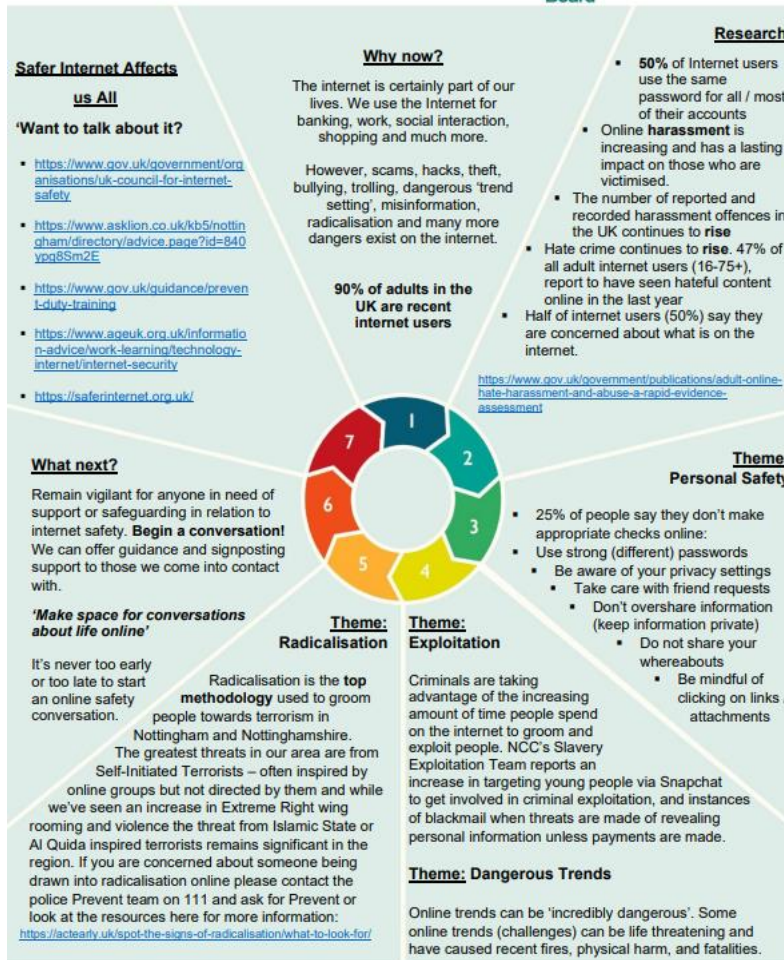 Board
Why now?
The internet is certainly part of our
lives. We use the Internet for
banking, work, social interaction,
shopping and much more.
However, scams, hacks, theft,
bullying, trolling, dangerous ‘trend
setting’, misinformation,
radicalisation and many more
dangers exist on the internet.
90% of adults in the
UK are recent
internet users
Research
▪ 50% of Internet users
use the same
password for all / most
of their accounts
▪ Online harassment is
increasing and has a lasting
impact on those who are
victimised.
▪ The number of reported and
recorded harassment offences in
the UK continues to rise
▪ Hate crime continues to rise. 47% of
all adult internet users (16-75+),
report to have seen hateful content
online in the last year
▪ Half of internet users (50%) say they
are concerned about what is on the
internet.
https://www.gov.uk/government/publications/adult-online-
hate-harassment-and-abuse-a-rapid-evidence-
assessment
Theme
Personal Safety
▪ 25% of people say they don’t make
appropriate checks online:
▪ Use strong (different) passwords
▪ Be aware of your privacy settings
▪ Take care with friend requests
▪ Don’t overshare information
(keep information private)
▪ Do not share your
whereabouts
▪ Be mindful of
clicking on links /
attachments
Theme:
Exploitation
Criminals are taking
advantage of the increasing
amount of time people spend
on the internet to groom and
exploit people. NCC’s Slavery
Exploitation Team reports an
increase in targeting young people via Snapchat
to get involved in criminal exploitation, and instances
of blackmail when threats are made of revealing
personal information unless payments are made.
Theme: Dangerous Trends
Online trends can be ‘incredibly dangerous’. Some
online trends (challenges) can be life threatening and
have caused recent fires, physical harm, and fatalities.
Theme:
Radicalisation
Radicalisation is the top
methodology used to groom
people towards terrorism in
Nottingham and Nottinghamshire.
The greatest threats in our area are from
Self-Initiated Terrorists – often inspired by
online groups but not directed by them and while
we’ve seen an increase in Extreme Right wing
rooming and violence the threat from Islamic State or
Al Quida inspired terrorists remains significant in the
region. If you are concerned about someone being
drawn into radicalisation online please contact the
police Prevent team on 111 and ask for Prevent or
look at the resources here for more information:
https://actearly.uk/spot-the-signs-of-radicalisation/what-to-look-for/
What next?
Remain vigilant for anyone in need of
support or safeguarding in relation to
internet safety. Begin a conversation!
We can offer guidance and signposting
support to those we come into contact
with.
‘Make space for conversations
about life online’
It’s never too early
or too late to start
an online safety
conversation.
Safer Internet Affects
us All
‘Want to talk about it?
▪ https://www.gov.uk/government/org
anisations/uk-council-for-internet-
safety
▪ https://www.asklion.co.uk/kb5/nottin
gham/directory/advice.page?id=840
ypg8Sm2E
▪ https://www.gov.uk/guidance/preven
t-duty-training
▪ https://www.ageuk.org.uk/informatio
n-advice/work-learning/technology-
internet/internet-security
▪ https://saferinternet.org.uk/
1
2
3
4
5
6
7